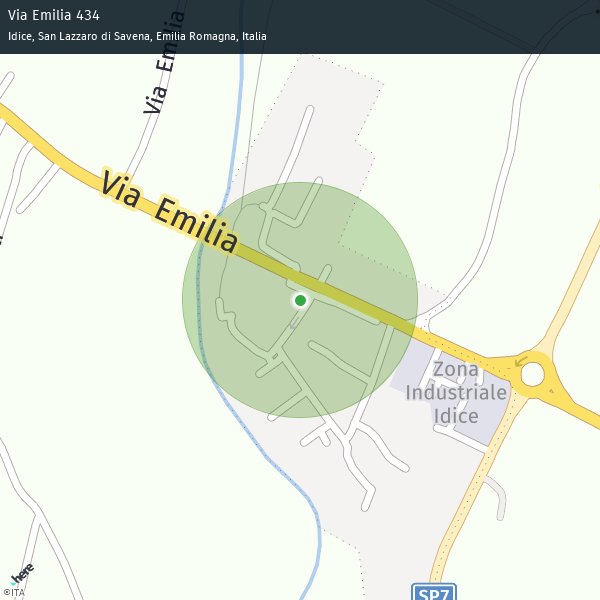 Via Emilia 434
Idice, San Lazzaro di Savena, Emilia Romagna, Italia
Via Emilia
Via Emilia
Zona
Industriale
Idice
SP7
here
©ITA